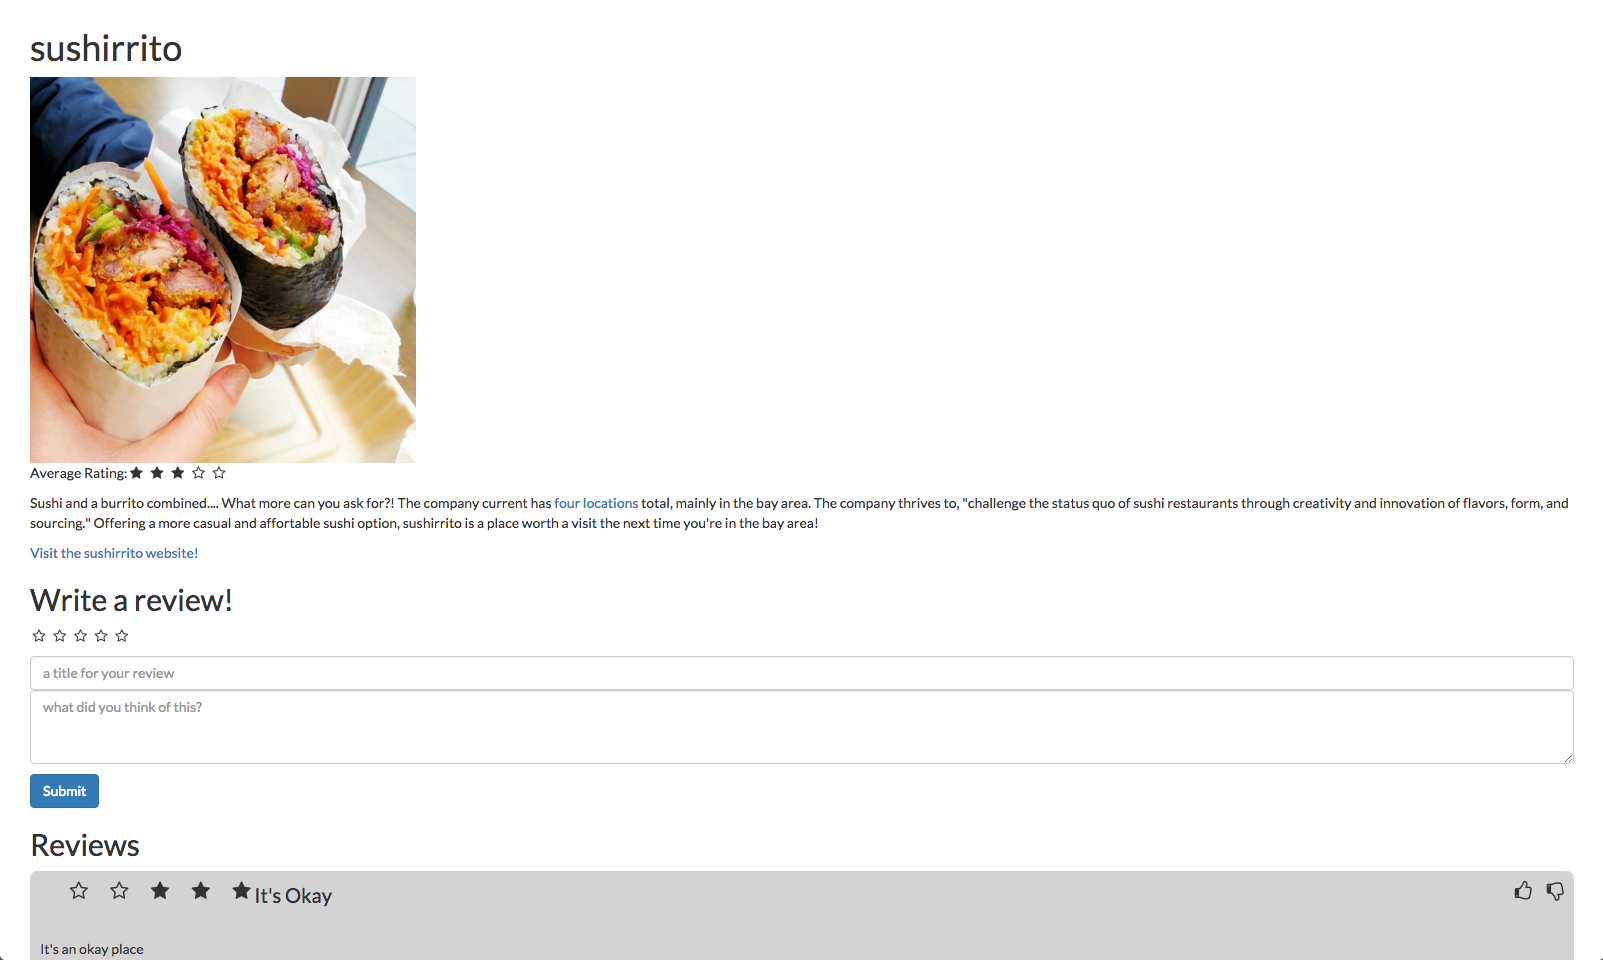 sushirrito
Average Rating:
Sushi and a burrito combined.... What more can you ask for?! The company current has four locations total, mainly in the bay area. The company thrives to, "challenge the status quo of sushi restaurants through creativity and innovation of flavors, form, and
sourcing." Offering a more casual and affortable sushi option, sushirrito is a place worth a visit the next time you're in the bay area!
Visit the sushirrito website!
Write a review!
a title for your review
what did you think of this?
Submit
Reviews
It's Okay
It's an okay place